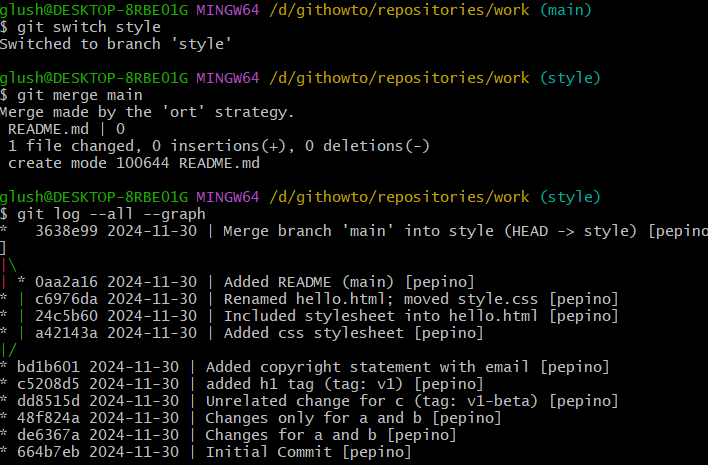 glush@DESKTOP-8RBEO1G MINGW64 /d/githowto/repositories/work (main)
$ git switch style
Switched to branch 'style'

glush@DESKTOP-8RBEO1G MINGW64 /d/githowto/repositories/work (style)
$ git merge main
Merge made by the 'ort' strategy.
 README.md | 0
 1 file changed, 0 insertions(+), 0 deletions(-)
 create mode 100644 README.md

glush@DESKTOP-8RBEO1G MINGW64 /d/githowto/repositories/work (style)
$ git log --all --graph
*   3638e99 2024-11-30 | Merge branch 'main' into style (HEAD -> style) [pepino
]
|\
| * 0aa2a16 2024-11-30 | Added README (main) [pepino]
* | c6976da 2024-11-30 | Renamed hello.html; moved style.css [pepino]
* | 24c5b60 2024-11-30 | Included stylesheet into hello.html [pepino]
* | a42143a 2024-11-30 | Added css stylesheet [pepino]
|/
* bd1b601 2024-11-30 | Added copyright statement with email [pepino]
* c5208d5 2024-11-30 | added h1 tag (tag: v1) [pepino]
* dd8515d 2024-11-30 | Unrelated change for c (tag: v1-beta) [pepino]
* 48f824a 2024-11-30 | Changes only for a and b [pepino]
* de6367a 2024-11-30 | Changes for a and b [pepino]
* 664b7eb 2024-11-30 | Initial Commit [pepino]